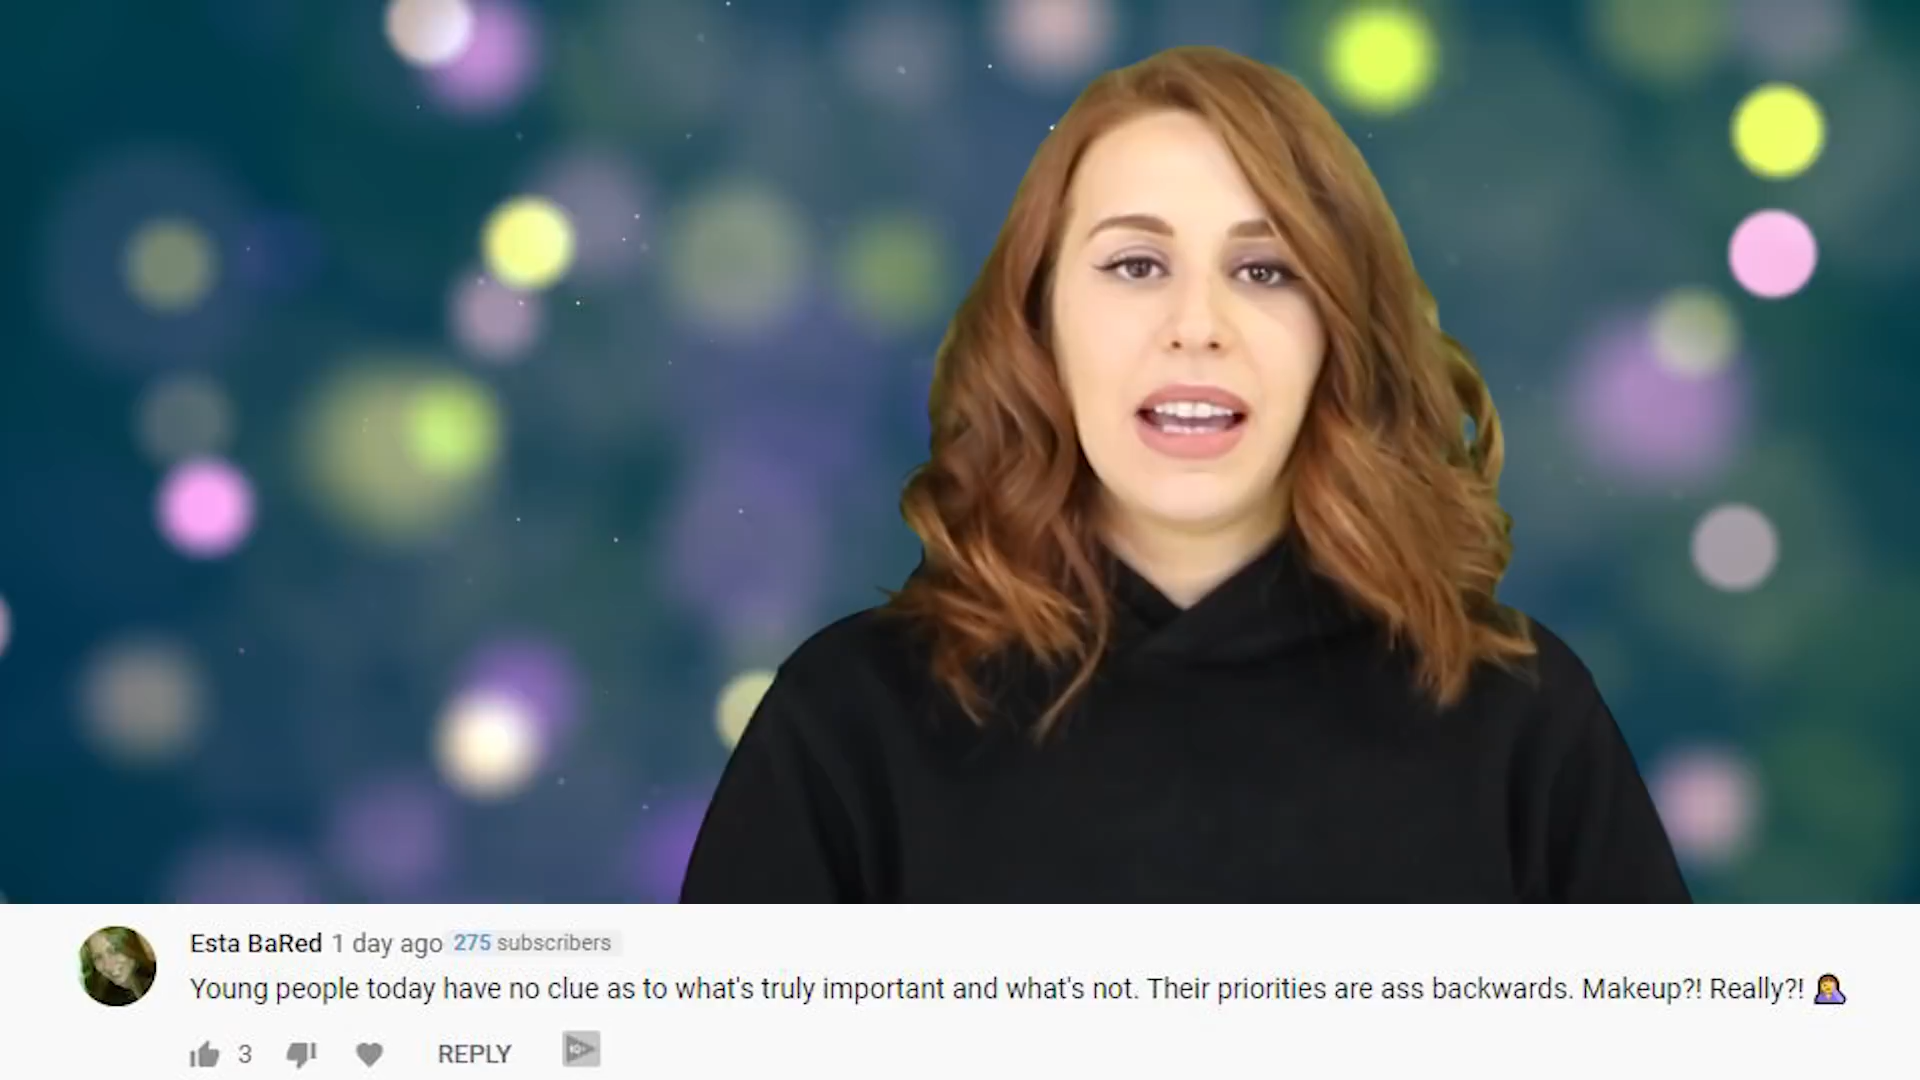 Esta BaRed 1 day ago 275 subscribers
Young people today have no clue as to what's truly important and what's not. Their priorities are ass backwards. Makeup?! Really?! 🤦‍♀️
3 REPLY